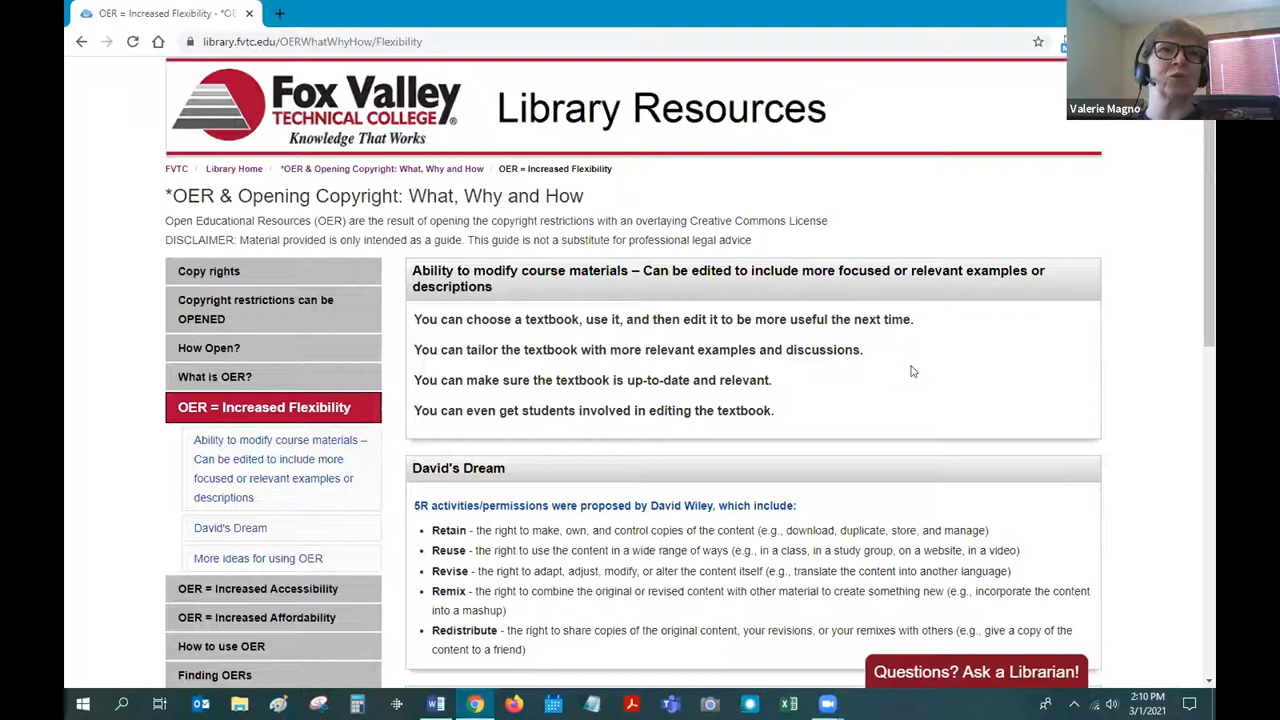 OER = Increased Flexibility - *OE
library.fvtc.edu/OERWhatWhyHow/Flexibility
Valerie Magno
Fox Valley
TECHNICAL COLLEGE®
Knowledge That Works
Library Resources
FVTC / Library Home / *OER & Opening Copyright: What, Why and How / OER = Increased Flexibility
*OER & Opening Copyright: What, Why and How
Open Educational Resources (OER) are the result of opening the copyright restrictions with an overlaying Creative Commons License
DISCLAIMER: Material provided is only intended as a guide. This guide is not a substitute for professional legal advice
Copy rights
Copyright restrictions can be
OPENED
How Open?
What is OER?
OER = Increased Flexibility
Ability to modify course materials –
Can be edited to include more
focused or relevant examples or
descriptions
David's Dream
More ideas for using OER
OER = Increased Accessibility
OER = Increased Affordability
How to use OER
Finding OERs
Ability to modify course materials – Can be edited to include more focused or relevant examples or
descriptions
You can choose a textbook, use it, and then edit it to be more useful the next time.
You can tailor the textbook with more relevant examples and discussions.
You can make sure the textbook is up-to-date and relevant.
You can even get students involved in editing the textbook.
David's Dream
5R activities/permissions were proposed by David Wiley, which include:
• Retain - the right to make, own, and control copies of the content (e.g., download, duplicate, store, and manage)
• Reuse - the right to use the content in a wide range of ways (e.g., in a class, in a study group, on a website, in a video)
• Revise - the right to adapt, adjust, modify, or alter the content itself (e.g., translate the content into another language)
• Remix - the right to combine the original or revised content with other material to create something new (e.g., incorporate the content
into a mashup)
• Redistribute - the right to share copies of the original content, your revisions, or your remixes with others (e.g., give a copy of the
content to a friend)
Questions? Ask a Librarian!
2:10 PM
3/1/2021